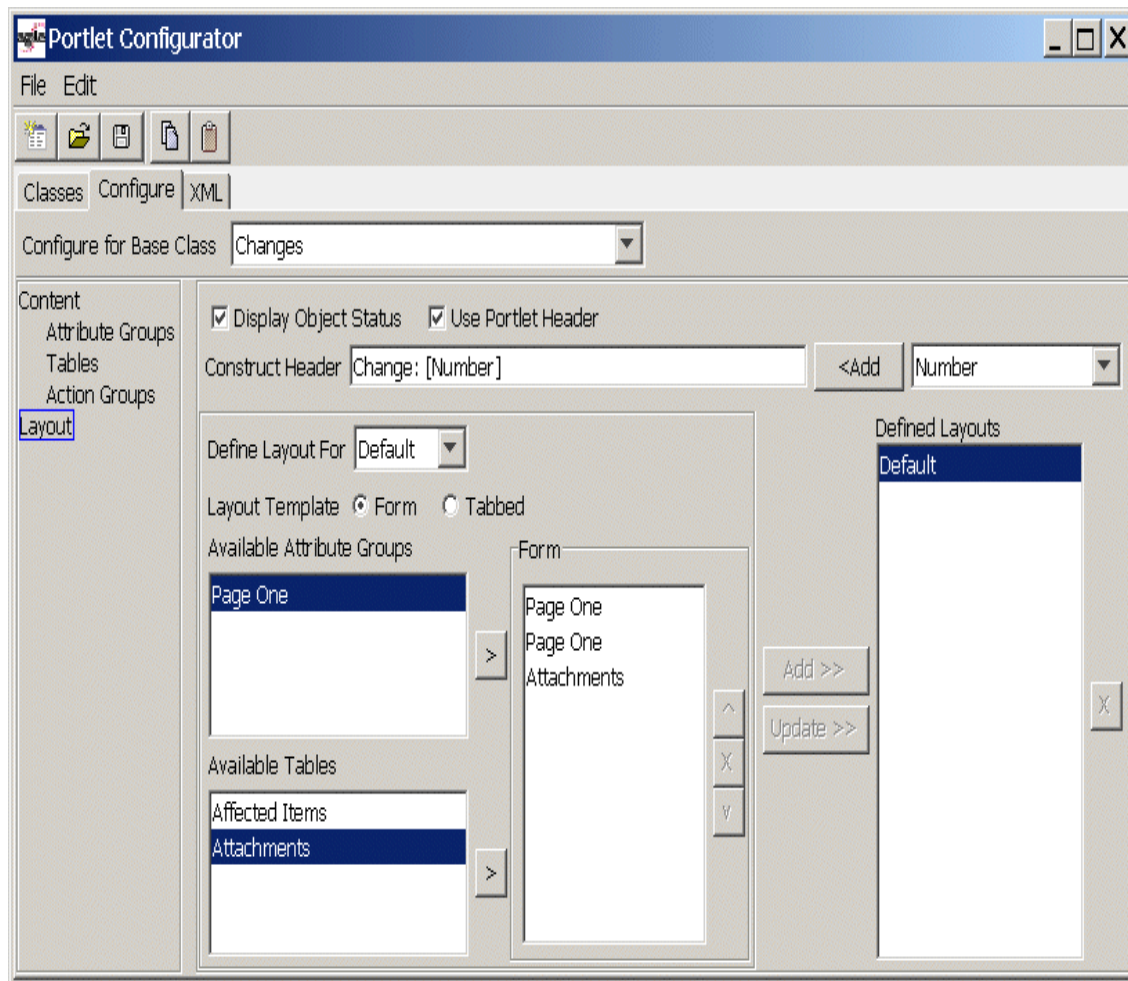 Portlet Configurator
File Edit
Classes Configure XML
Configure for Base Class Changes
Content
Attribute Groups
Tables
Action Groups
Layout
Display Object Status Use Portlet Header
Construct Header Change: [Number] <Add Number
Define Layout For Default
Layout Template Form Tabbed
Available Attribute Groups
Page One
>
Available Tables
Affected Items
Attachments
>
Form
Page One
Page One
Attachments
^
X
v
Add >>
Update >>
Defined Layouts
Default
X